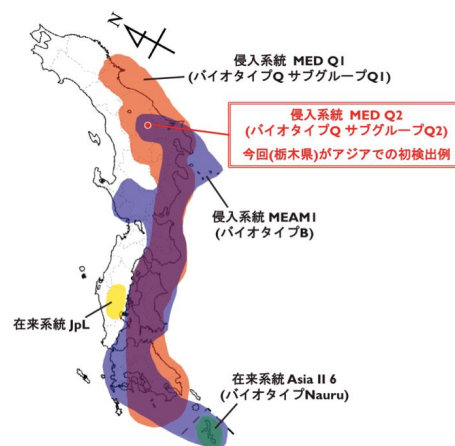 N
侵入系統 MED Q1
(バイオタイプQ サブグループQ1)
侵入系統 MED Q2
(バイオタイプQ サブグループQ2)
今回(栃木県)がアジアでの初検出例
侵入系統 MEAM1
(バイオタイプB)
在来系統 JpL
在来系統 Asia II 6
(バイオタイプNauru)